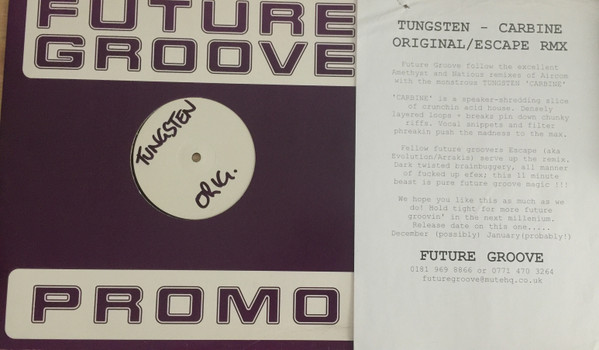 FUTURE
GROOVE
TUNGSTEN
ORIG.
PROMO
TUNGSTEN - CARBINE
ORIGINAL/ESCAPE RMX
Future Groove follow the excellent
Amethyst and Natious remixes of Aircom
with the monstrous TUNGSTEN 'CARBINE'
'CARBINE' is a speaker-shredding slice
of crunchin acid house. Densely
layered loops + breaks pin down chunky
riffs. Vocal snippets and filter
phreakin push the madness to the max.
Fellow future groovers Escape (aka
Evolution/Arrasis) serve up the remix.
Dark twisted brainbuggery, all manner
of fucked up efex; this 11 minute
beast is pure future groove magic !!!
We hope you like this as much as we
do! Hold tight for more future
groovin' in the next millenium.
Release date on this one.....
December (possibly) January(probably!)
FUTURE GROOVE
0181 969 8866 or 0771 470 3264
futuregroove@mutehq.co.uk